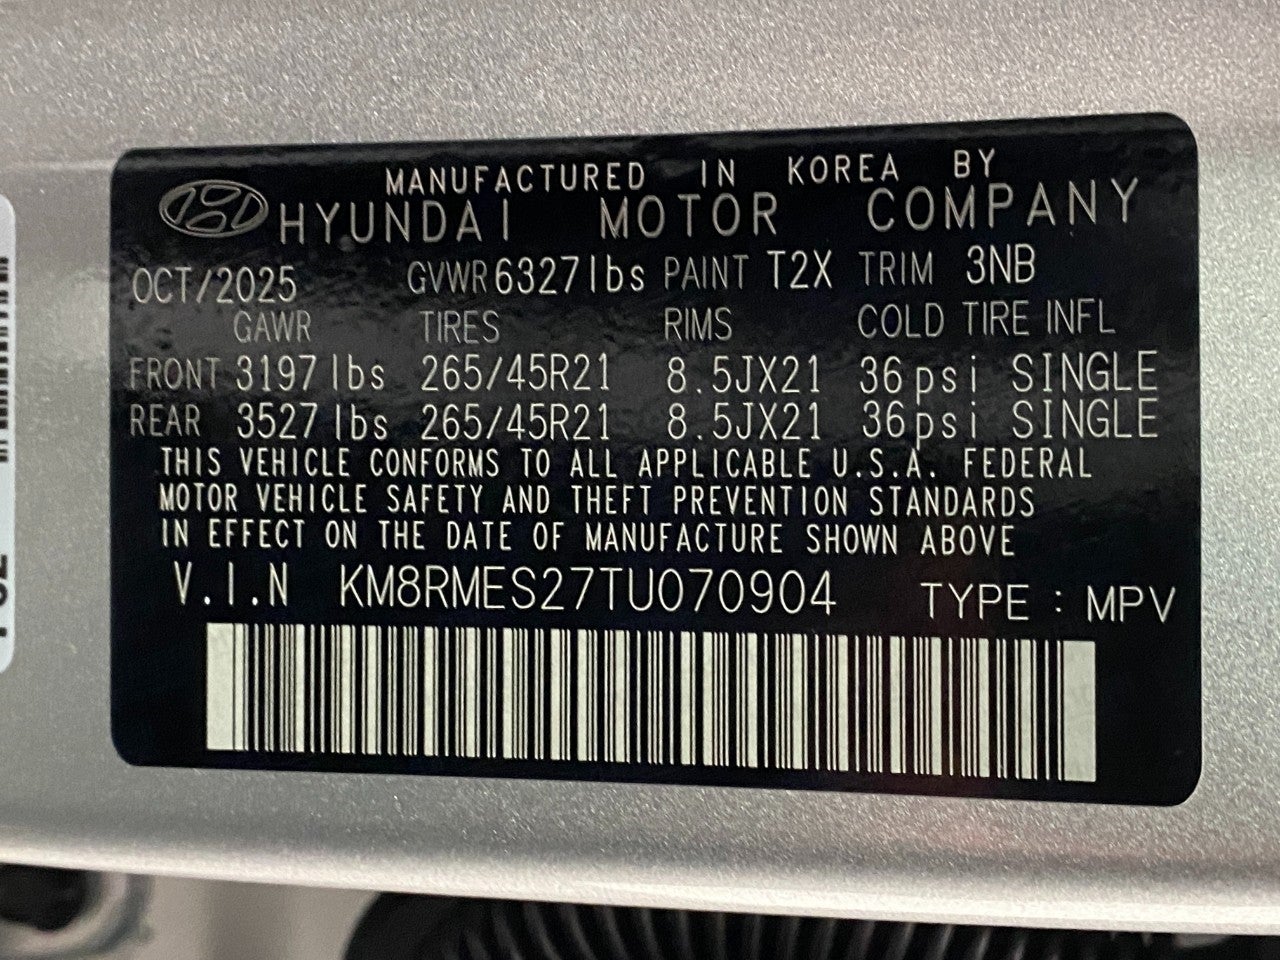 MANUFACTURED IN KOREA BY
HYUNDAI MOTOR COMPANY
OCT/2025 GVWR 6327lbs PAINT T2X TRIM 3NB
GAWR TIRES RIMS COLD TIRE INFL
FRONT 3197lbs 265/45R21 8.5JX21 36psi SINGLE
REAR 3527lbs 265/45R21 8.5JX21 36psi SINGLE
THIS VEHICLE CONFORMS TO ALL APPLICABLE U.S.A. FEDERAL
MOTOR VEHICLE SAFETY AND THEFT PREVENTION STANDARDS
IN EFFECT ON THE DATE OF MANUFACTURE SHOWN ABOVE
V.I.N KM8RMES27TU070904 TYPE : MPV